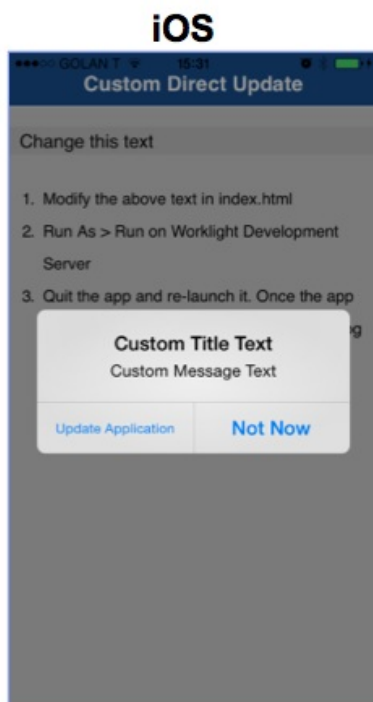 iOS
GOLAN T 15:31
Custom Direct Update
Change this text
1. Modify the above text in index.html
2. Run As > Run on Worklight Development
Server
3. Quit the app and re-launch it. Once the app
Custom Title Text
Custom Message Text
Update Application Not Now